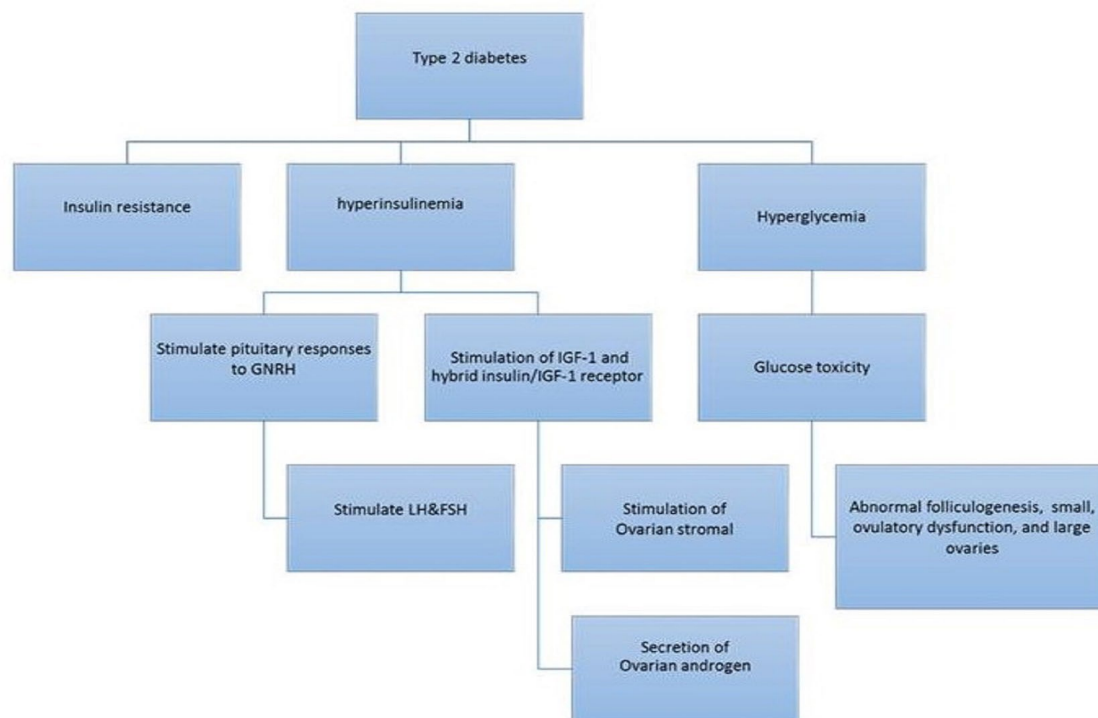 Type 2 diabetes
Insulin resistance
hyperinsulinemia
Hyperglycemia
Stimulate pituitary responses
to GNRH
Stimulation of IGF-1 and
hybrid insulin/IGF-1 receptor
Glucose toxicity
Stimulate LH&FSH
Stimulation of
Ovarian stromal
Abnormal folliculogenesis, small,
ovulatory dysfunction, and large
ovaries
Secretion of
Ovarian androgen